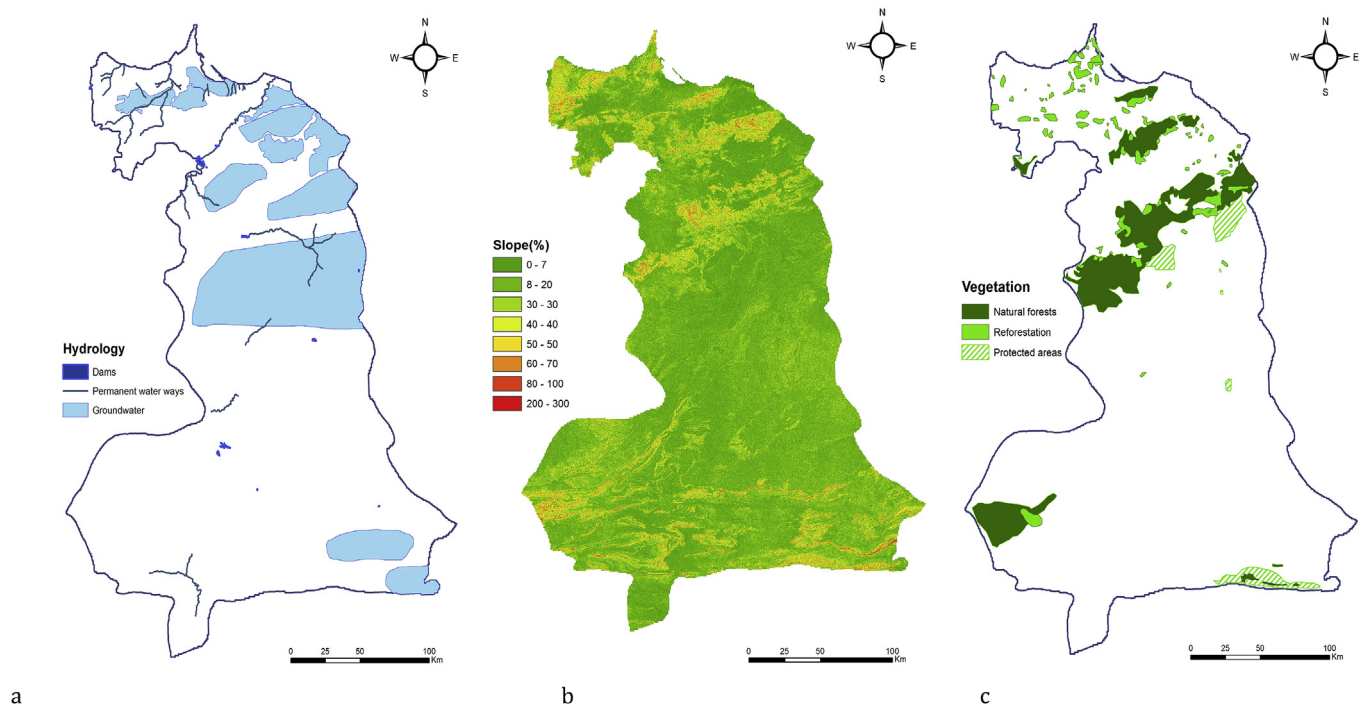 N
W E
S
Hydrology
Dams
Permanent water ways
Groundwater
0 25 50 100
Km
a
N
W E
S
Slope(%)
0 - 7
8 - 20
30 - 30
40 - 40
50 - 50
60 - 70
80 - 100
200 - 300
0 25 50 100
Km
b
N
W E
S
Vegetation
Natural forests
Reforestation
Protected areas
0 25 50 100
Km
c